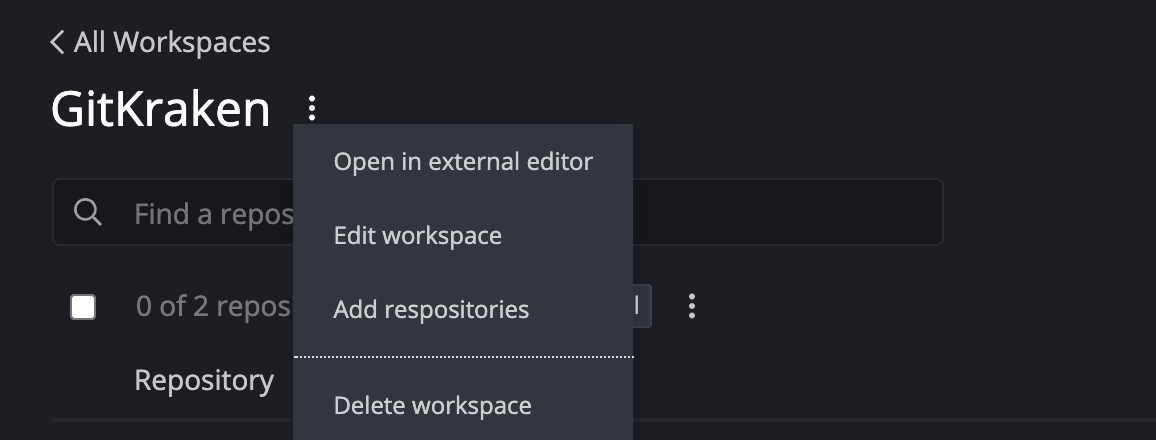 All Workspaces
GitKraken
Open in external editor
Find a repos
Edit workspace
0 of 2 repos
Add respositories
Repository
Delete workspace